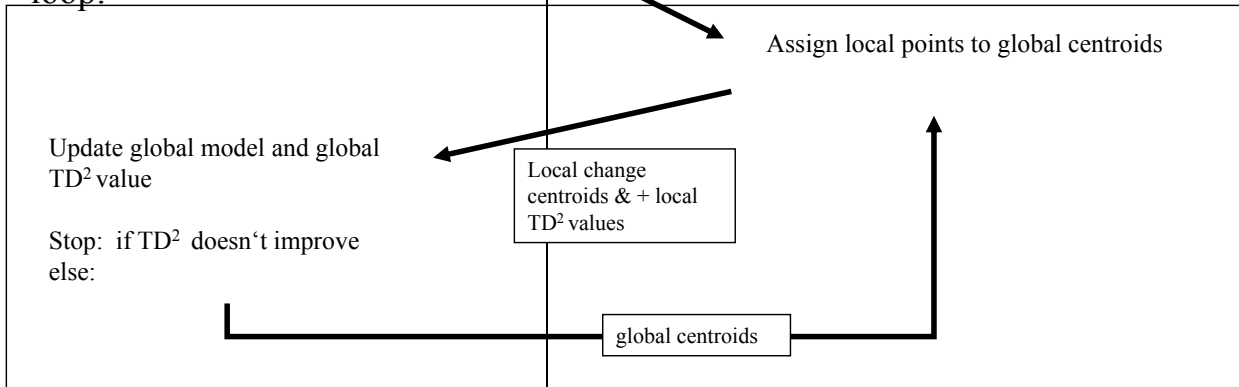 loop:
Assign local points to global centroids
Update global model and global
TD² value
Local change
centroids & + local
TD² values
Stop:  if TD²  doesn‘t improve
else:
global centroids